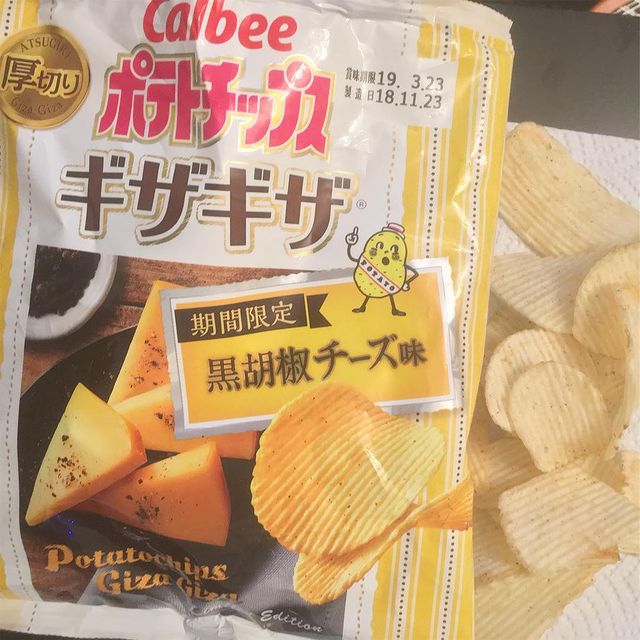 Calbee
ATSUGIRI
厚切り
Giza Giza
賞味期限19. 3.23
製造日18.11.23
ポテトチップス
ギザギザ®
POTATO
期間限定
黒胡椒チーズ味
Potatochips
Giza Giza
Edition